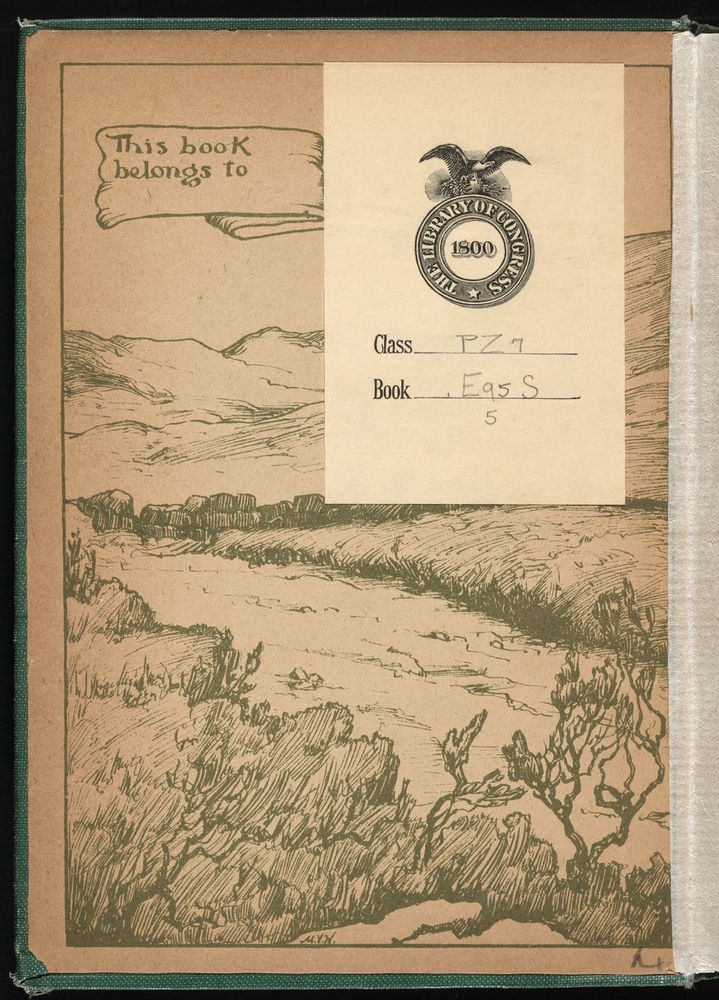 This book
belongs to
THE LIBRARY OF CONGRESS
1800
Class PZ7
Book .E95 S
5